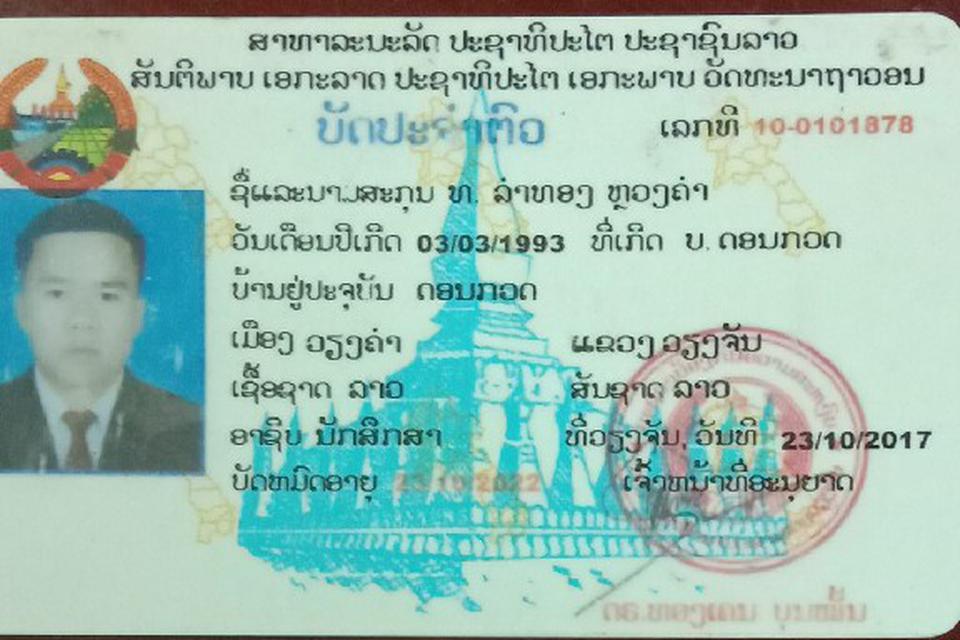 ສາທາລະນະລັດ ປະຊາທິປະໄຕ ປະຊາຊົນລາວ
ສັນຕິພາບ ເອກະລາດ ປະຊາທິປະໄຕ ເອກະພາບ ວັດທະນາຖາວອນ
ບັດປະຈຳຕົວ
ເລກທີ 10-0101878
ຊື່ແລະນາມສະກຸນ ທ. ລຳທອງ ຫຼວງຄຳ
ວັນເດືອນປີເກີດ 03/03/1993 ທີ່ເກີດ ບ. ດອນກວດ
ບ້ານຢູ່ປະຈຸບັນ ດອນກວດ
ເມືອງ ວຽງຄຳ ແຂວງ ວຽງຈັນ
ເຊື້ອຊາດ ລາວ ສັນຊາດ ລາວ
ອາຊີບ ນັກສຶກສາ ທີ່ວຽງຈັນ, ວັນທີ 23/10/2017
ບັດຫມົດອາຍຸ 23/10/2022 ເຈົ້າຫນ້າທີ່ອະນຸຍາດ